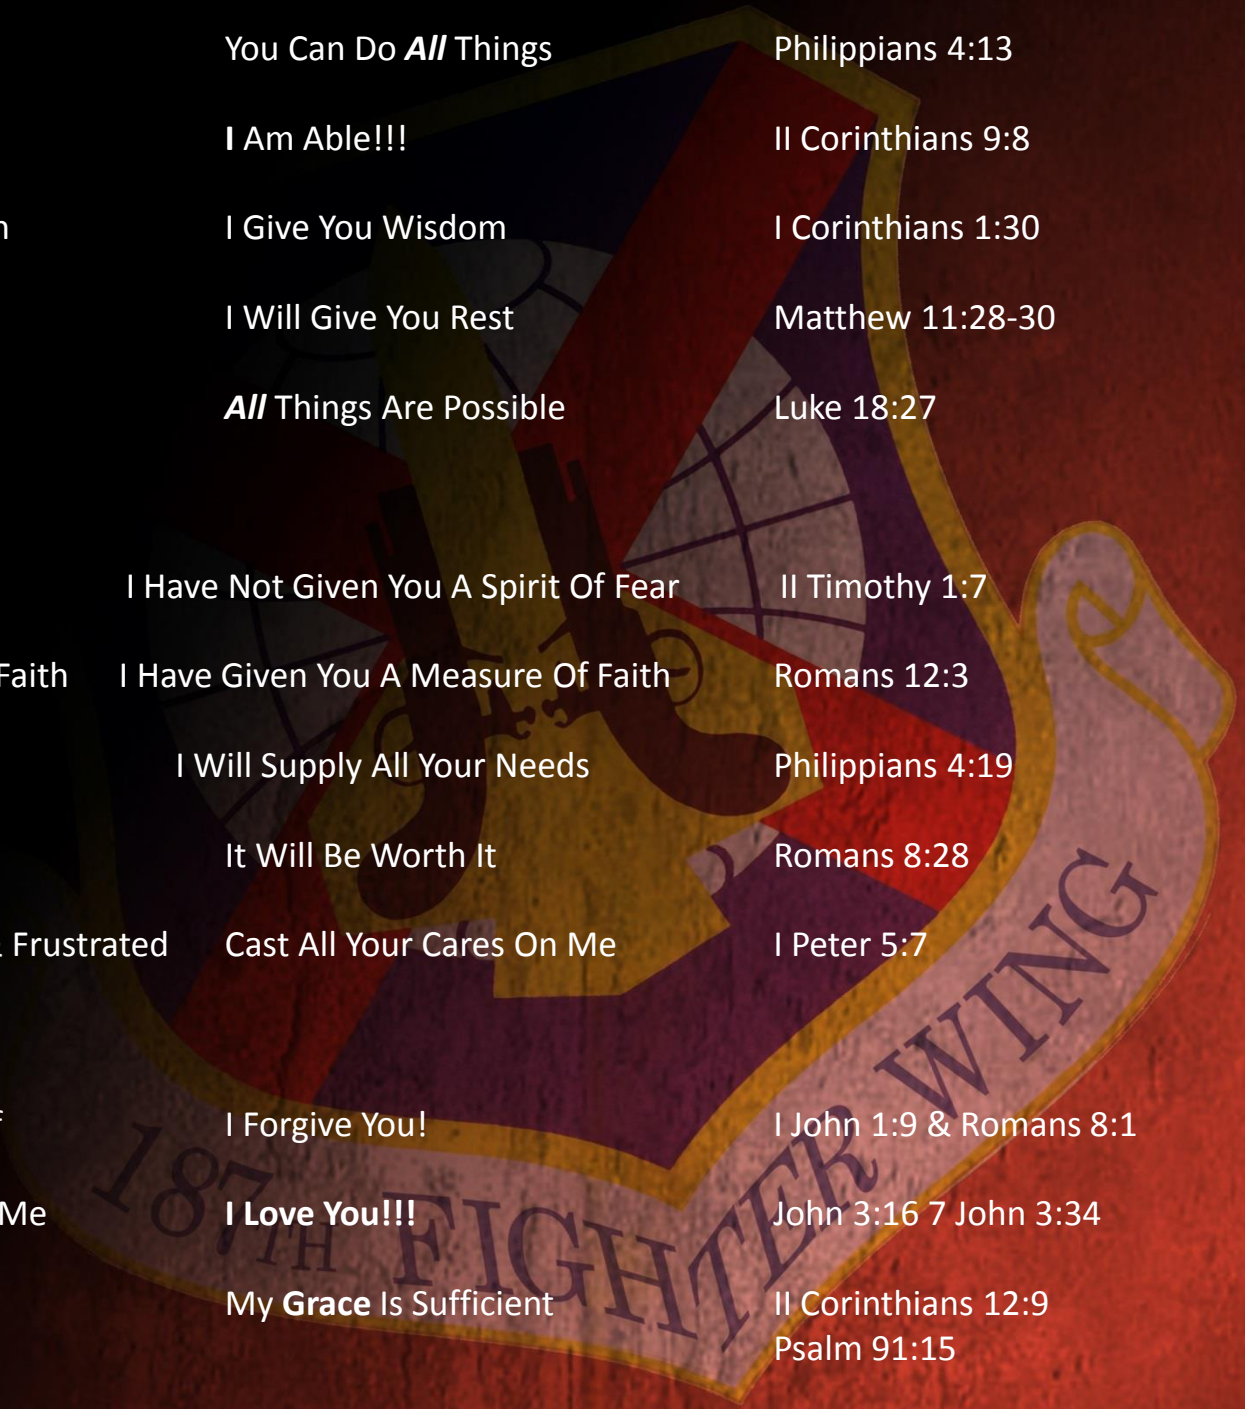 You Can Do All Things Philippians 4:13
I Am Able!!! II Corinthians 9:8
I Give You Wisdom I Corinthians 1:30
I Will Give You Rest Matthew 11:28-30
All Things Are Possible Luke 18:27
I Have Not Given You A Spirit Of Fear II Timothy 1:7
Faith I Have Given You A Measure Of Faith Romans 12:3
I Will Supply All Your Needs Philippians 4:19
It Will Be Worth It Romans 8:28
& Frustrated Cast All Your Cares On Me I Peter 5:7
I Forgive You! I John 1:9 & Romans 8:1
Me I Love You!!! John 3:16 7 John 3:34
My Grace Is Sufficient II Corinthians 12:9
Psalm 91:15
187TH FIGHTER WING